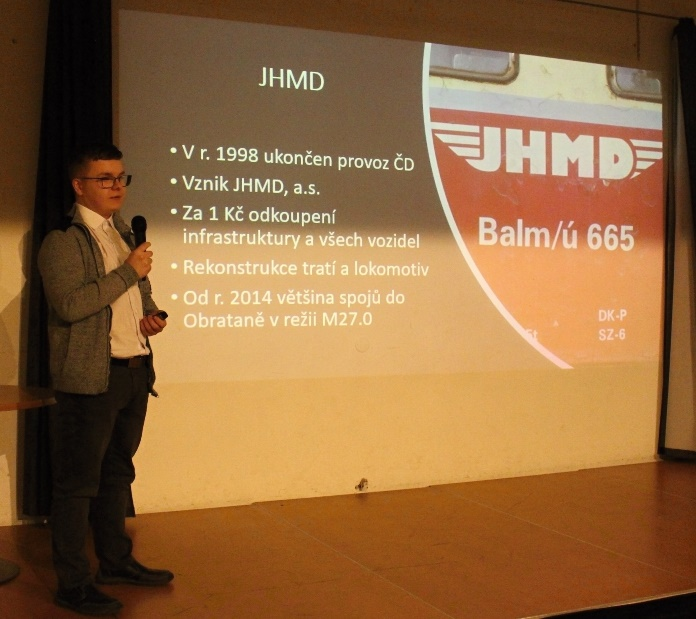 JHMD
• V r. 1998 ukončen provoz ČD
• Vznik JHMD, a.s.
• Za 1 Kč odkoupení
infrastruktury a všech vozidel
• Rekonstrukce tratí a lokomotiv
• Od r. 2014 většina spojů do
Obrataně v režii M27.0
JHMD
Balm/ú 665
DK-P
SZ-6